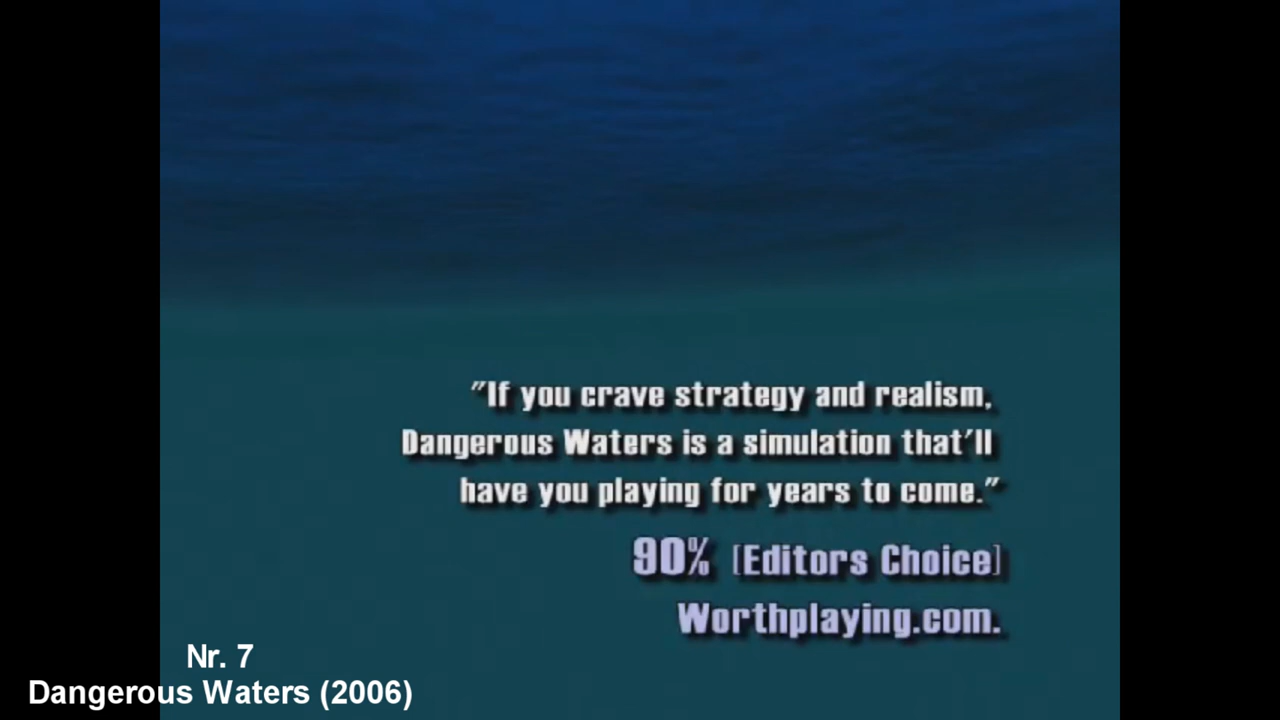 "If you crave strategy and realism,
Dangerous Waters is a simulation that'll
have you playing for years to come."
90% [Editors Choice]
Worthplaying.com.
Nr. 7
Dangerous Waters (2006)